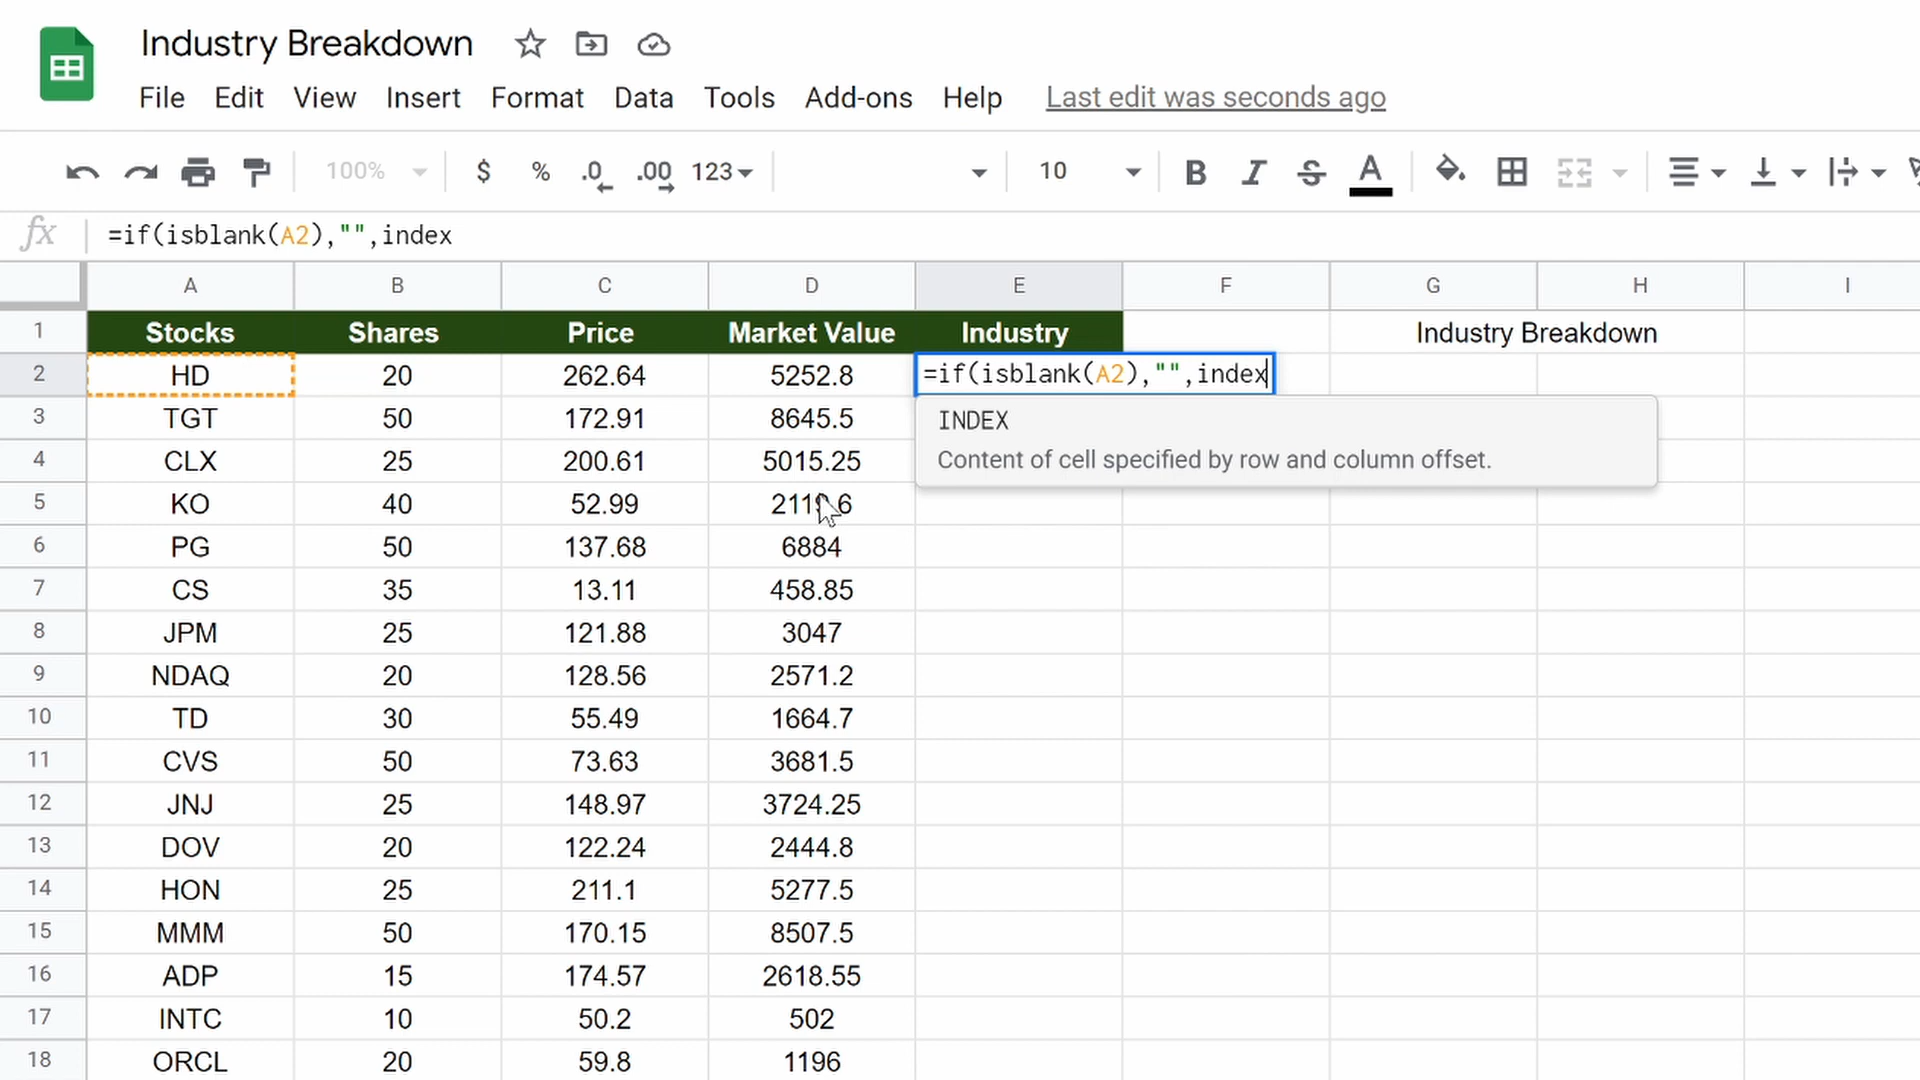 Industry Breakdown
File Edit View Insert Format Data Tools Add-ons Help Last edit was seconds ago
100% $ % .0 .00 123 10 B I S A
fx =if(isblank(A2),"",index
A B C D E F G H I
1 Stocks Shares Price Market Value Industry Industry Breakdown
2 HD 20 262.64 5252.8 =if(isblank(A2),"",index
3 TGT 50 172.91 8645.5 INDEX
4 CLX 25 200.61 5015.25 Content of cell specified by row and column offset.
5 KO 40 52.99
6 PG 50 137.68 6884
7 CS 35 13.11 458.85
8 JPM 25 121.88 3047
9 NDAQ 20 128.56 2571.2
10 TD 30 55.49 1664.7
11 CVS 50 73.63 3681.5
12 JNJ 25 148.97 3724.25
13 DOV 20 122.24 2444.8
14 HON 25 211.1 5277.5
15 MMM 50 170.15 8507.5
16 ADP 15 174.57 2618.55
17 INTC 10 50.2 502
18 ORCL 20 59.8 1196